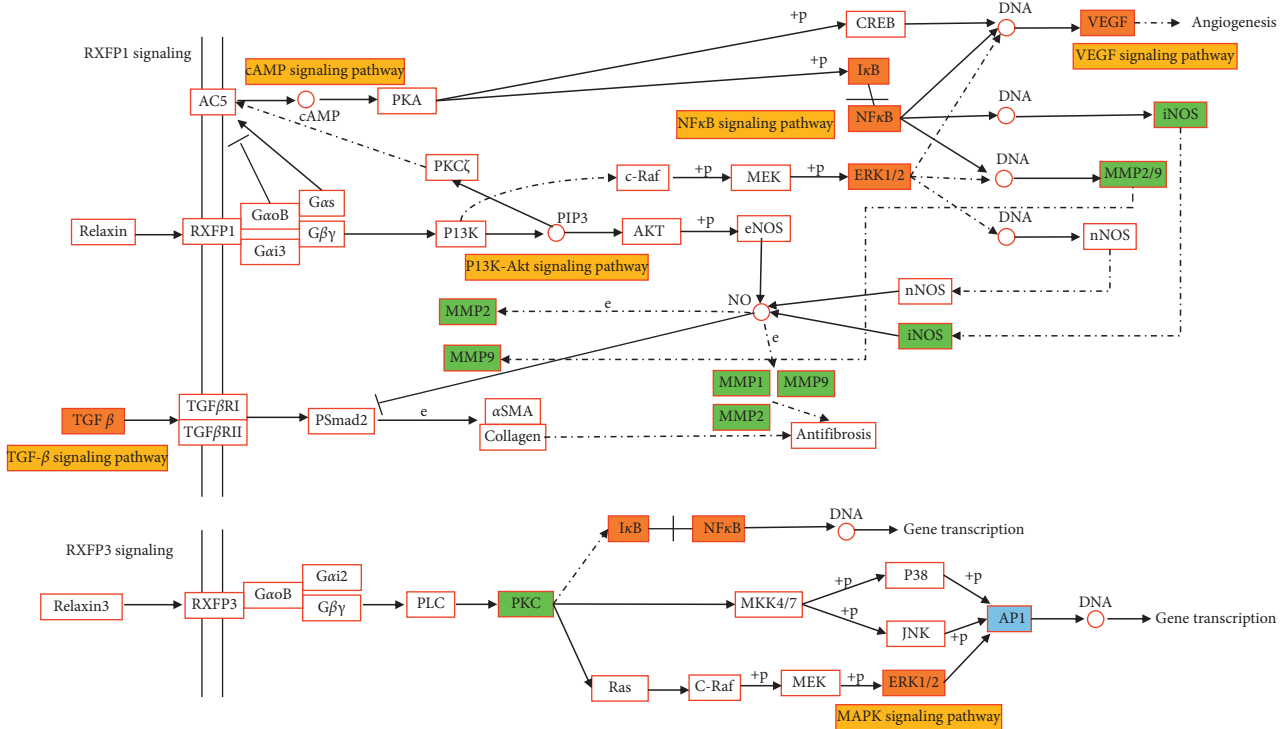 RXFP1 signaling
+p
CREB
DNA
VEGF
Angiogenesis
VEGF signaling pathway
cAMP signaling pathway
+p
IκB
AC5
cAMP
PKA
NFκB signaling pathway
NFκB
DNA
iNOS
PKCζ
c-Raf
+p
MEK
+p
ERK1/2
DNA
MMP2/9
Relaxin
RXFP1
GαoB
Gαs
Gαi3
Gβγ
P13K
PIP3
AKT
+p
eNOS
DNA
nNOS
P13K-Akt signaling pathway
MMP2
e
NO
nNOS
iNOS
e
MMP9
MMP1
MMP9
MMP2
TGF β
TGFβRI
TGFβRII
PSmad2
e
αSMA
Collagen
Antifibrosis
TGF-β signaling pathway
RXFP3 signaling
IκB
NFκB
DNA
Gene transcription
Relaxin3
RXFP3
GαoB
Gαi2
Gβγ
PLC
PKC
MKK4/7
+p
+p
P38
JNK
+p
+p
AP1
DNA
Gene transcription
Ras
C-Raf
+p
MEK
+p
ERK1/2
MAPK signaling pathway